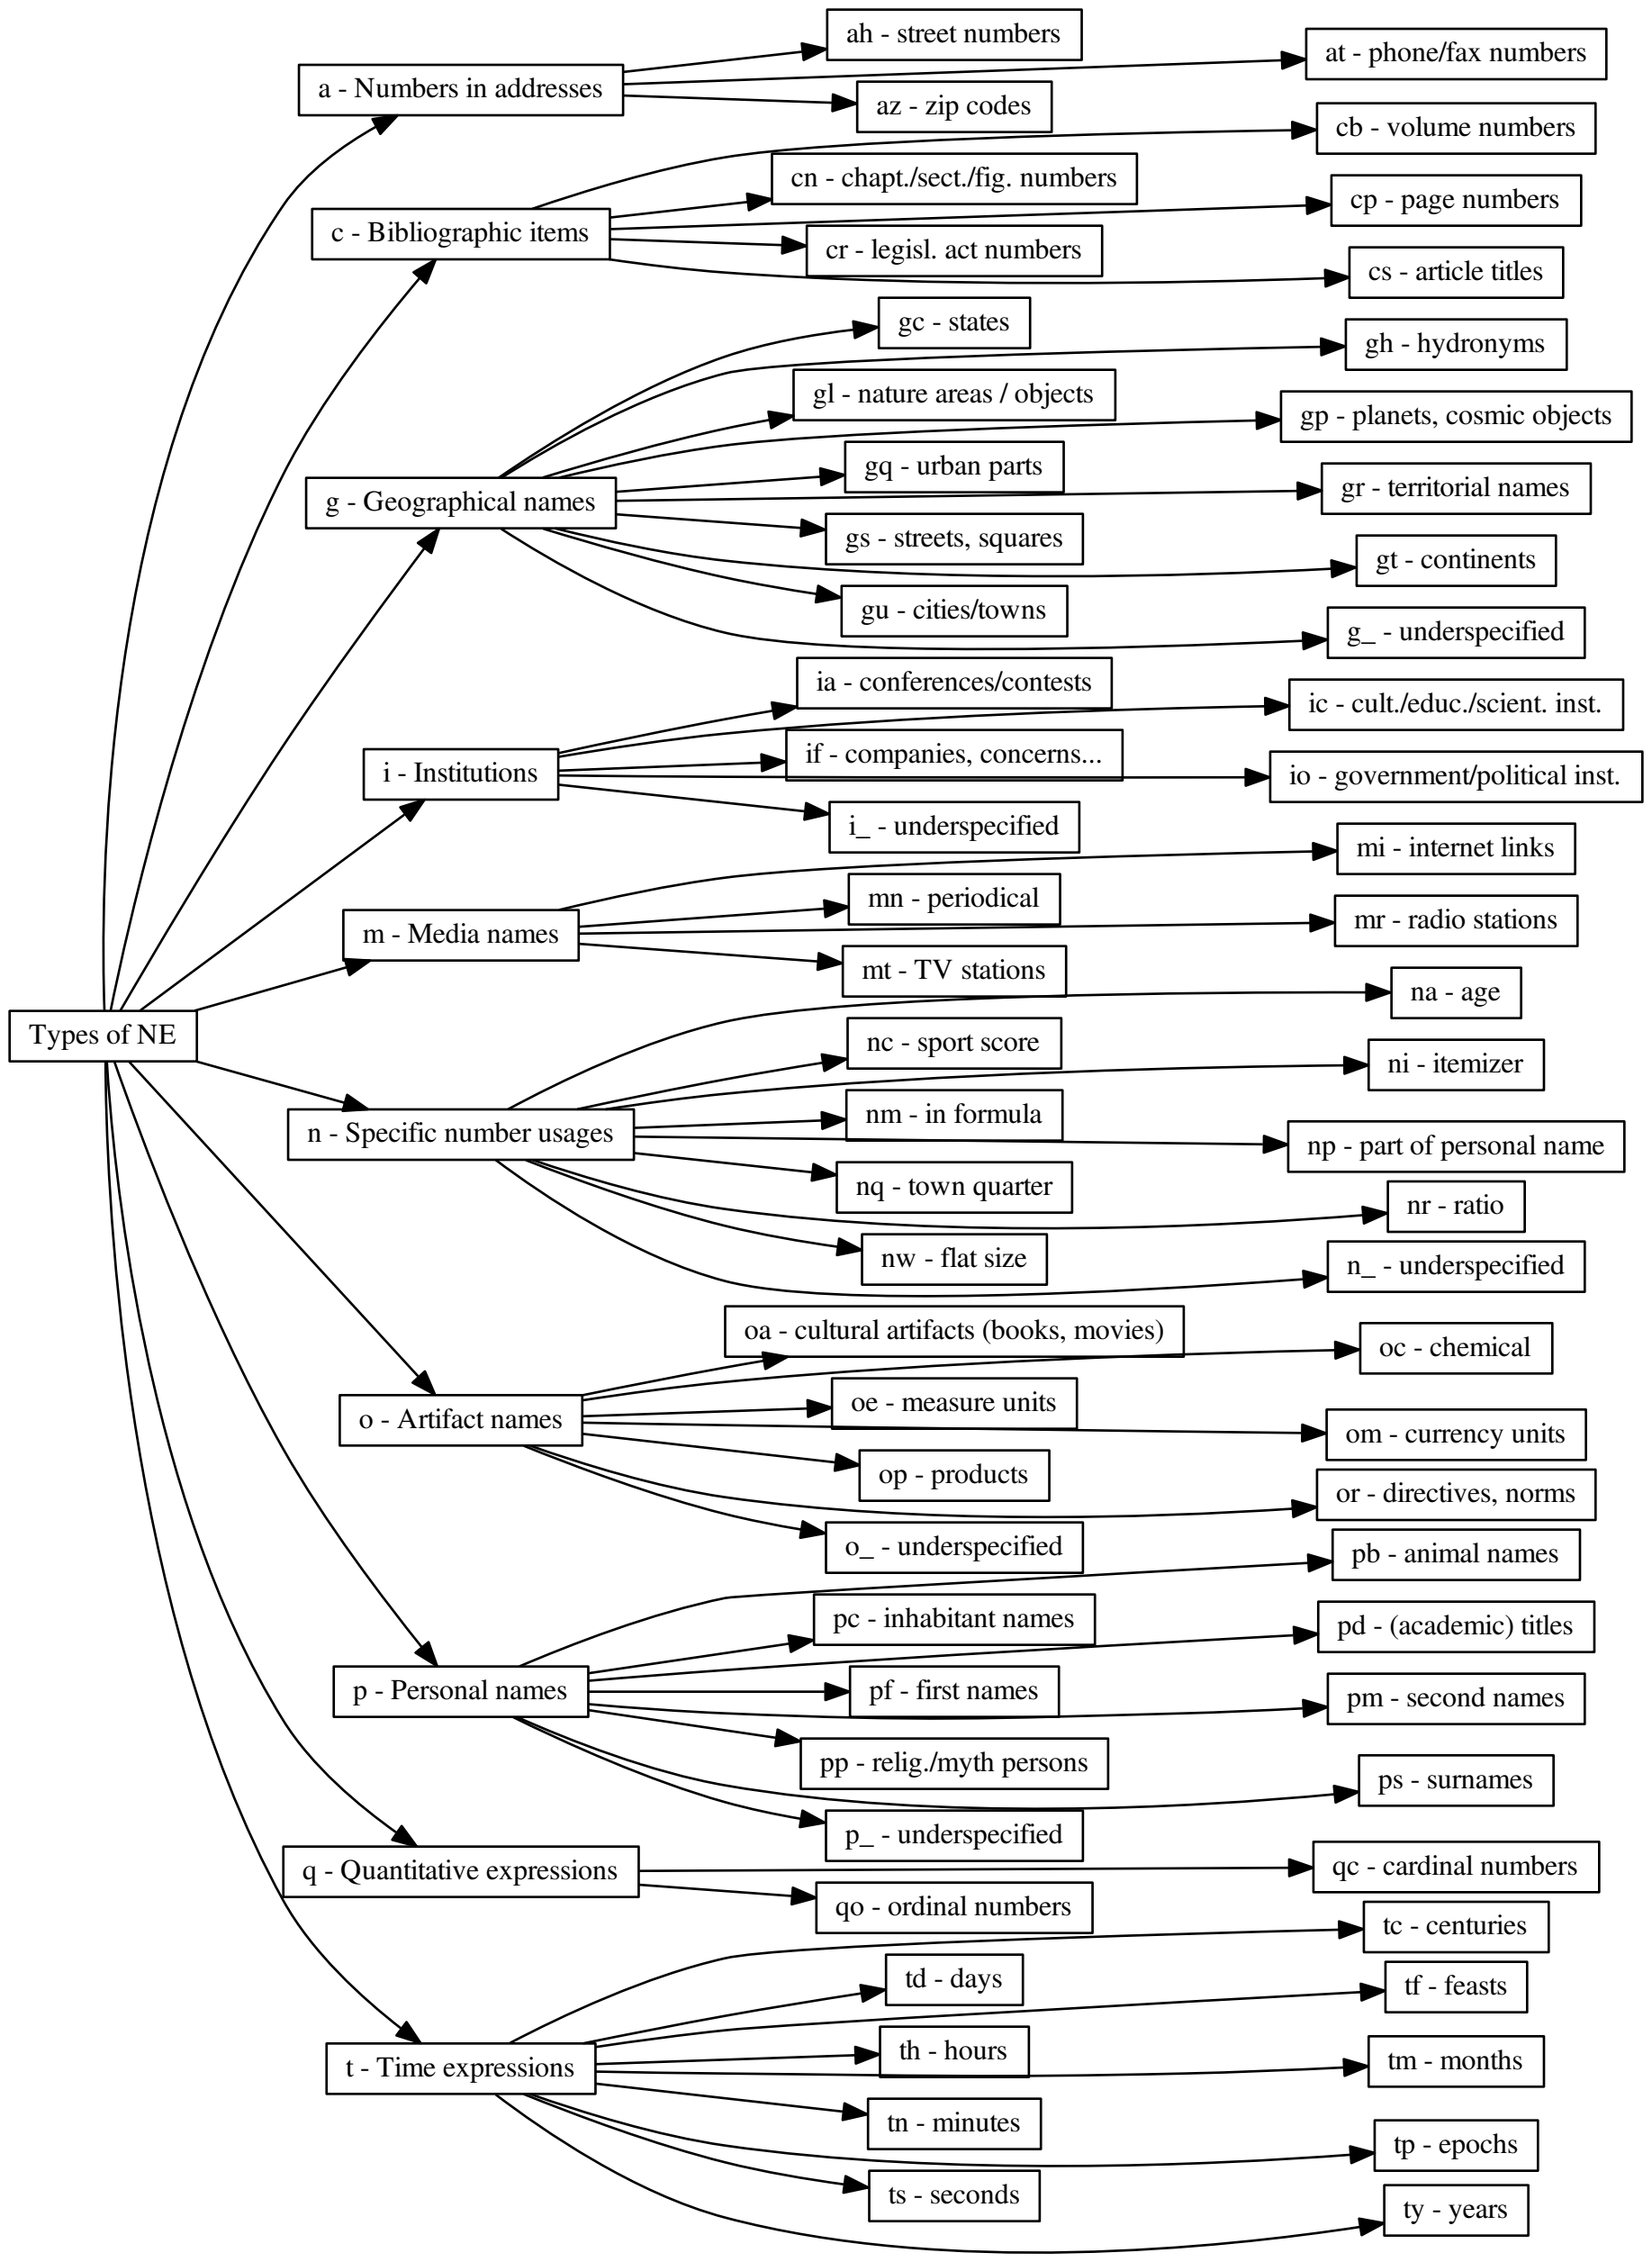 Types of NE
a - Numbers in addresses
ah - street numbers
at - phone/fax numbers
az - zip codes
c - Bibliographic items
cb - volume numbers
cn - chapt./sect./fig. numbers
cp - page numbers
cr - legisl. act numbers
cs - article titles
g - Geographical names
gc - states
gh - hydronyms
gl - nature areas / objects
gp - planets, cosmic objects
gq - urban parts
gr - territorial names
gs - streets, squares
gt - continents
gu - cities/towns
g_ - underspecified
i - Institutions
ia - conferences/contests
ic - cult./educ./scient. inst.
if - companies, concerns...
io - government/political inst.
i_ - underspecified
m - Media names
mi - internet links
mn - periodical
mr - radio stations
mt - TV stations
n - Specific number usages
na - age
nc - sport score
ni - itemizer
nm - in formula
np - part of personal name
nq - town quarter
nr - ratio
nw - flat size
n_ - underspecified
o - Artifact names
oa - cultural artifacts (books, movies)
oc - chemical
oe - measure units
om - currency units
op - products
or - directives, norms
o_ - underspecified
p - Personal names
pb - animal names
pc - inhabitant names
pd - (academic) titles
pf - first names
pm - second names
pp - relig./myth persons
ps - surnames
p_ - underspecified
q - Quantitative expressions
qc - cardinal numbers
qo - ordinal numbers
t - Time expressions
tc - centuries
td - days
tf - feasts
th - hours
tm - months
tn - minutes
tp - epochs
ts - seconds
ty - years